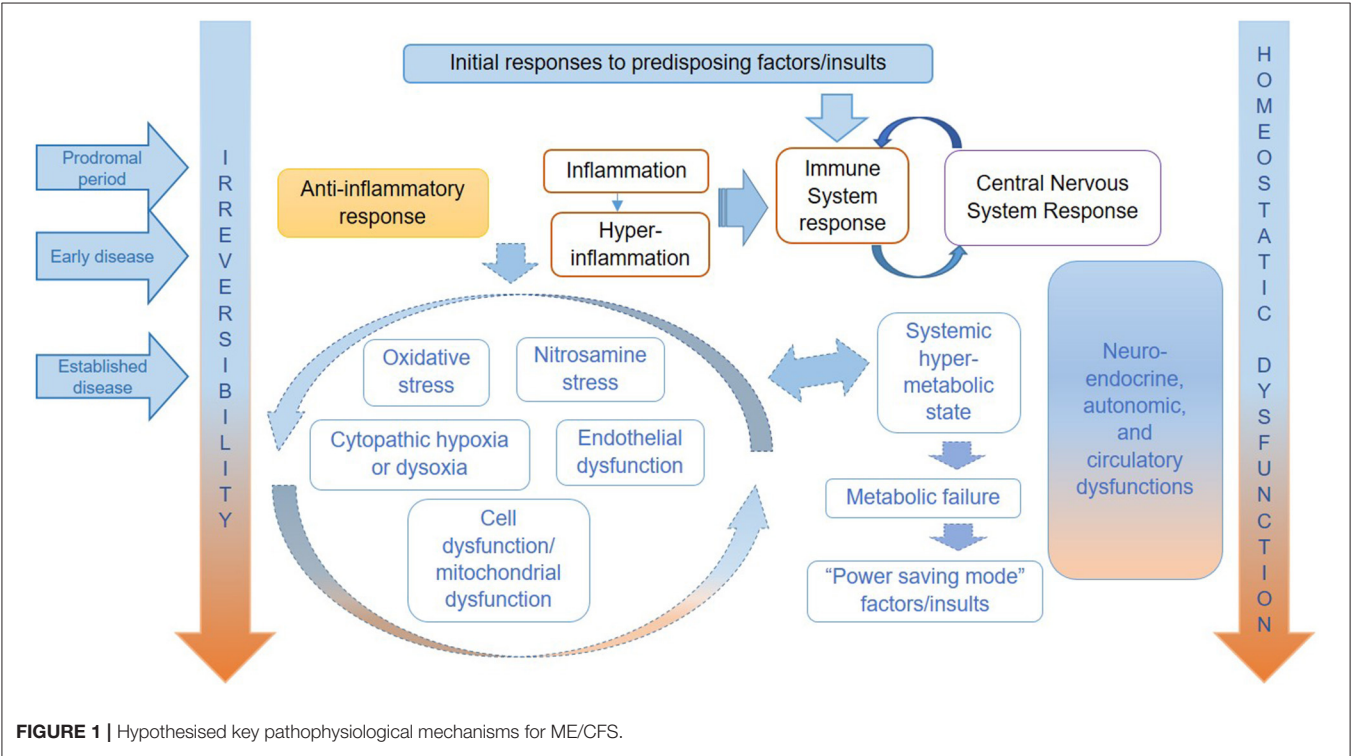 Initial responses to predisposing factors/insults
Prodromal
period
Early disease
Established
disease
IRREVERSIBILITY
Anti-inflammatory
response
Inflammation
Hyper-
inflammation
Immune
System
response
Central Nervous
System Response
Oxidative
stress
Nitrosamine
stress
Cytopathic hypoxia
or dysoxia
Endothelial
dysfunction
Cell
dysfunction/
mitochondrial
dysfunction
Systemic
hyper-
metabolic
state
Metabolic failure
“Power saving mode”
factors/insults
Neuro-
endocrine,
autonomic,
and
circulatory
dysfunctions
HOMEOSTATIC DYSFUNCTION
FIGURE 1 | Hypothesised key pathophysiological mechanisms for ME/CFS.